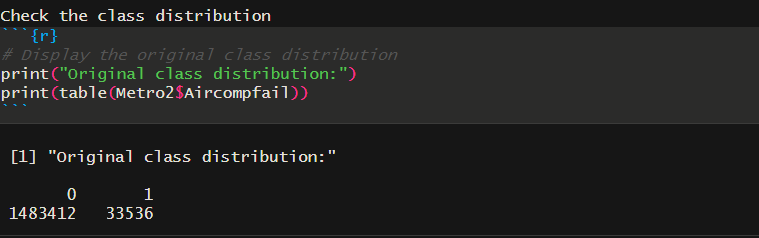 Check the class distribution
```{r}
# Display the original class distribution
print("Original class distribution:")
print(table(Metro2$Aircompfail))
```
[1] "Original class distribution:"
0 1
1483412 33536